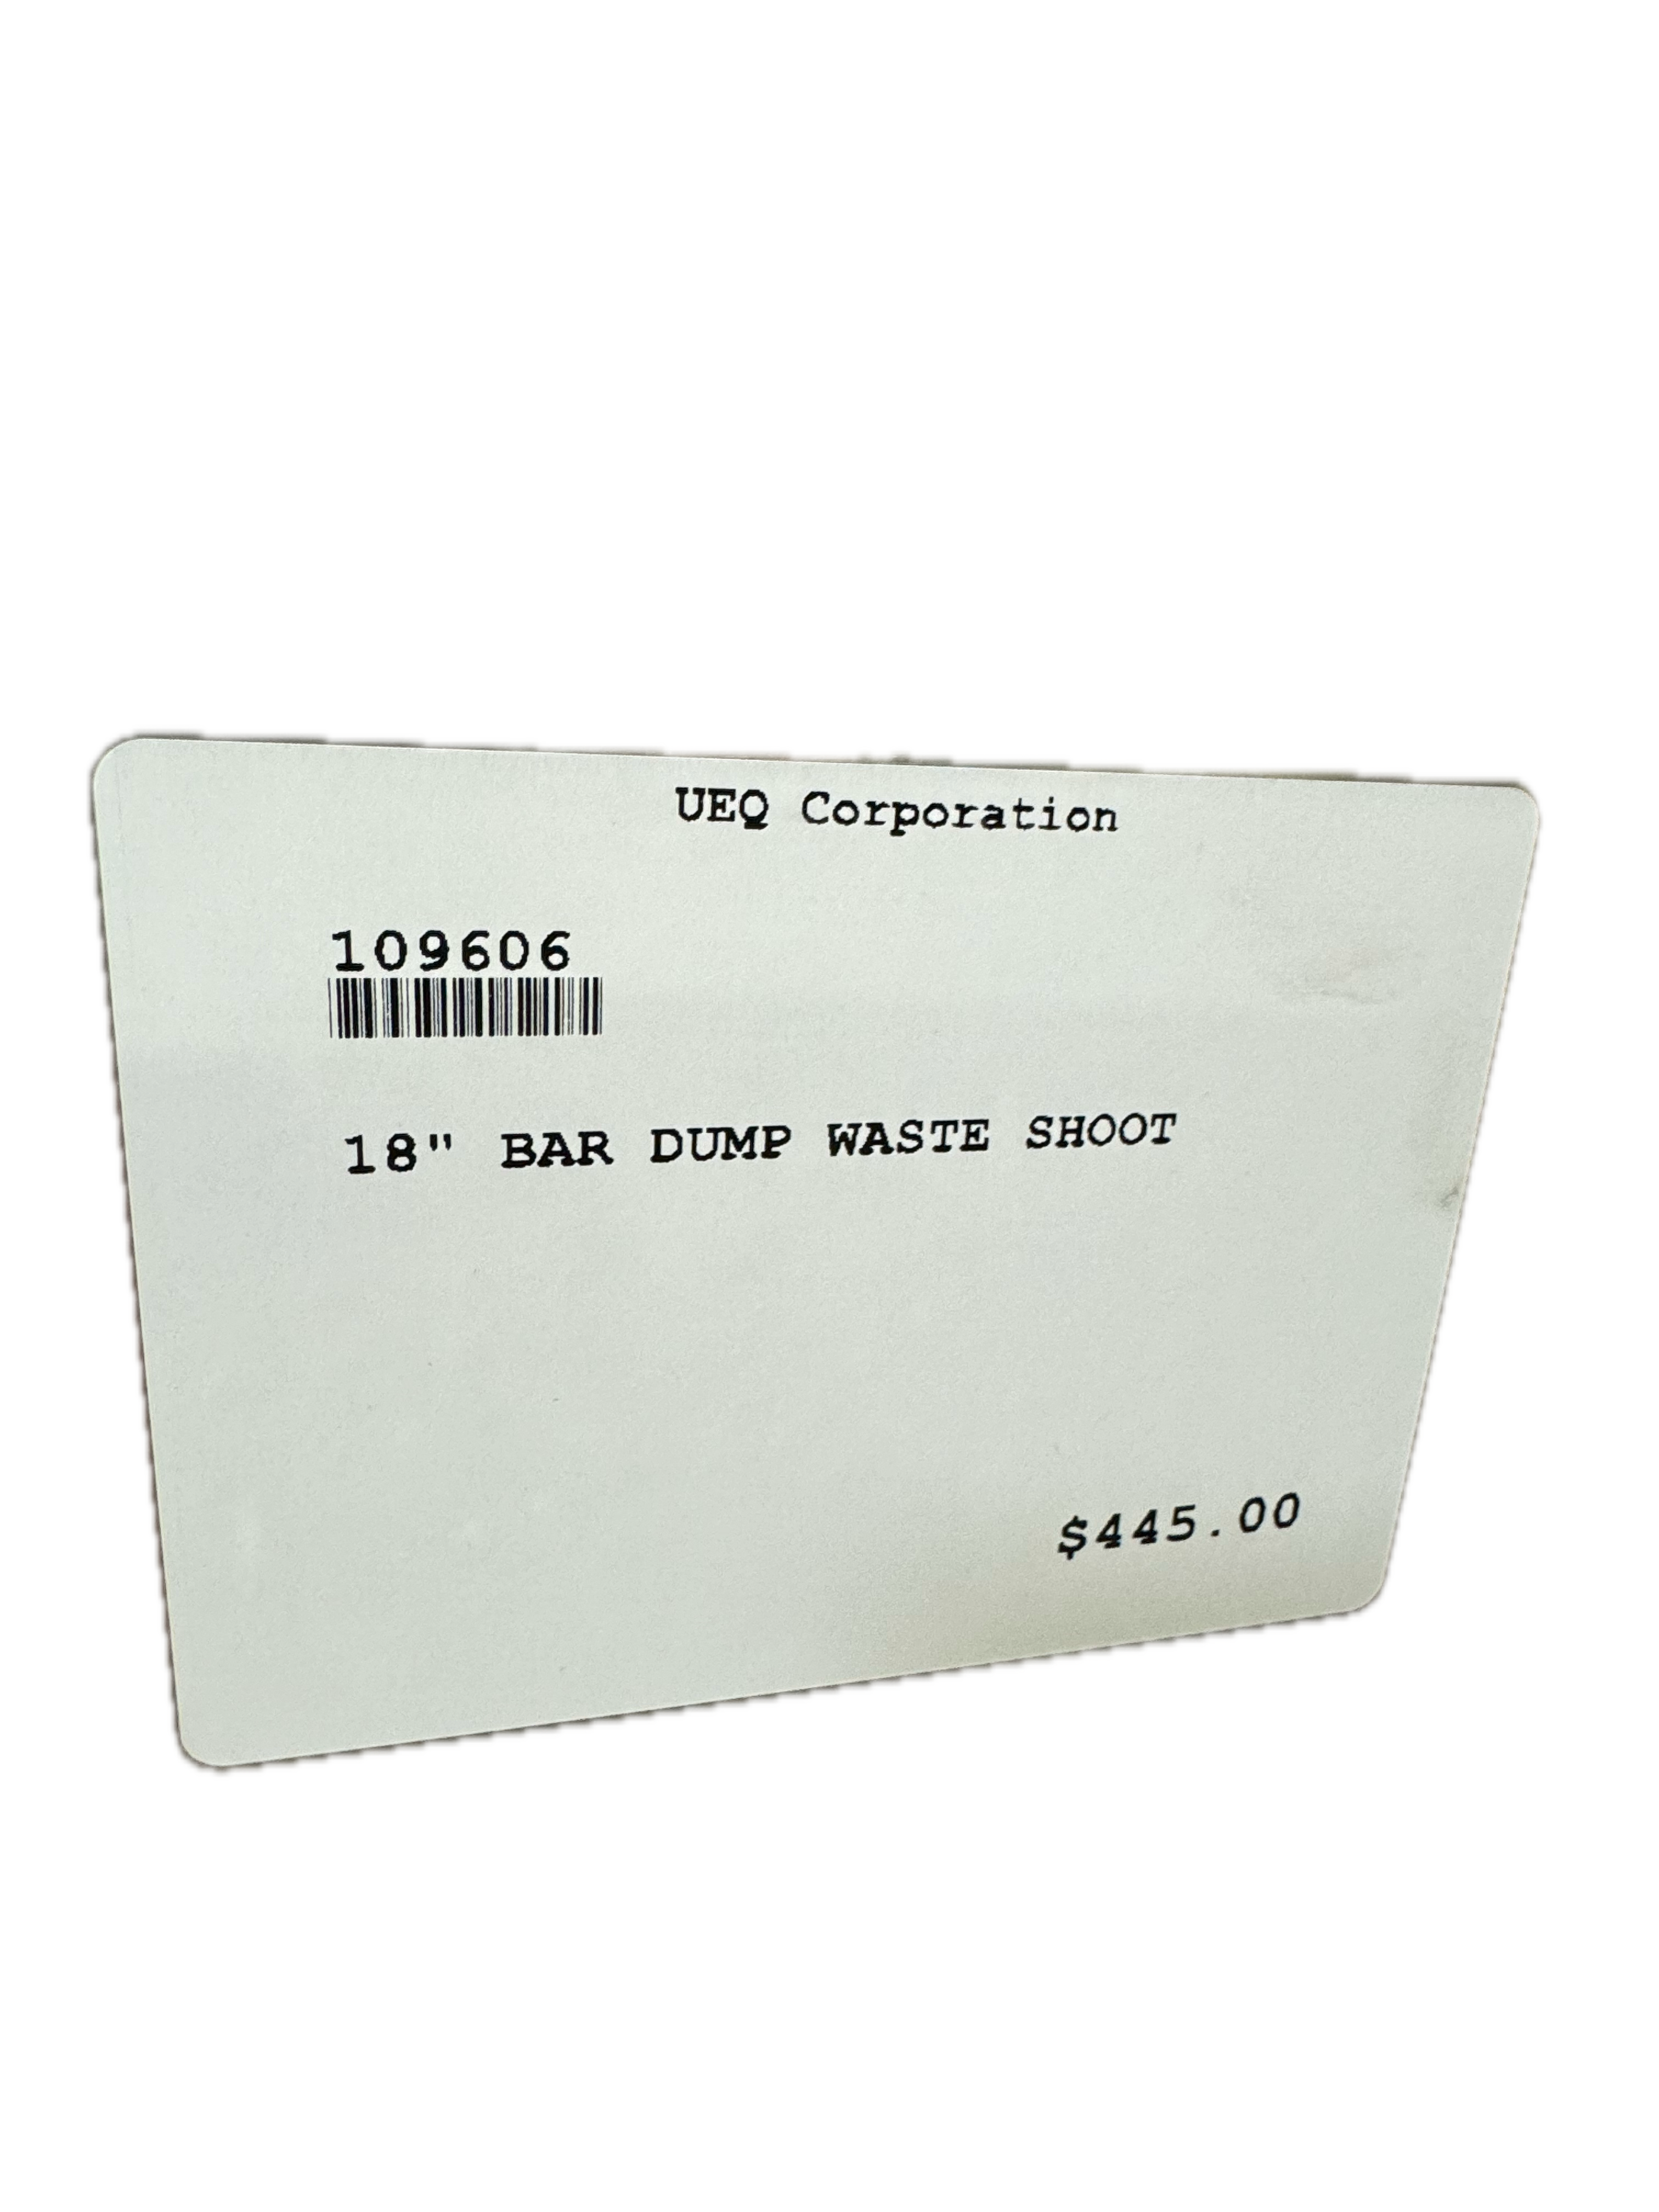 UEQ Corporation
109606
18" BAR DUMP WASTE SHOOT
$445.00